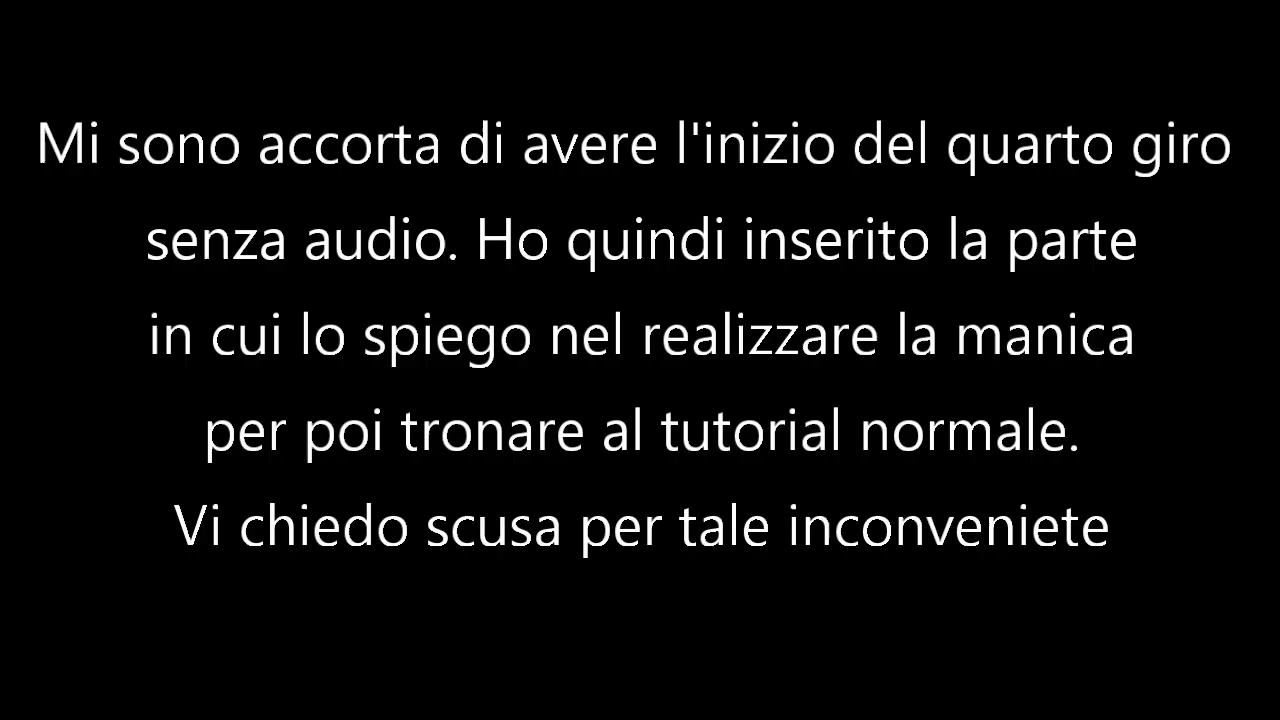 Mi sono accorta di avere l'inizio del quarto giro
senza audio. Ho quindi inserito la parte
in cui lo spiego nel realizzare la manica
per poi tronare al tutorial normale.
Vi chiedo scusa per tale inconveniete